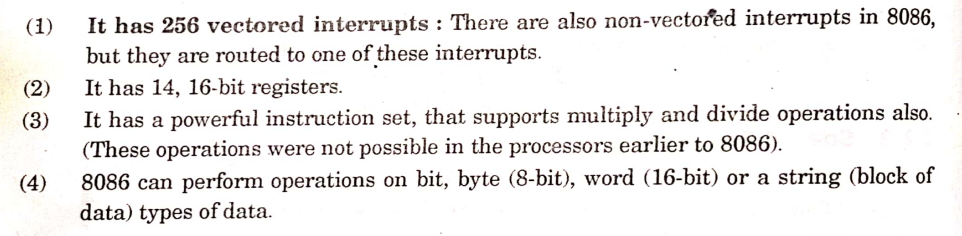 (1) It has 256 vectored interrupts : There are also non-vectored interrupts in 8086,
but they are routed to one of these interrupts.
(2) It has 14, 16-bit registers.
(3) It has a powerful instruction set, that supports multiply and divide operations also.
(These operations were not possible in the processors earlier to 8086).
(4) 8086 can perform operations on bit, byte (8-bit), word (16-bit) or a string (block of
data) types of data.